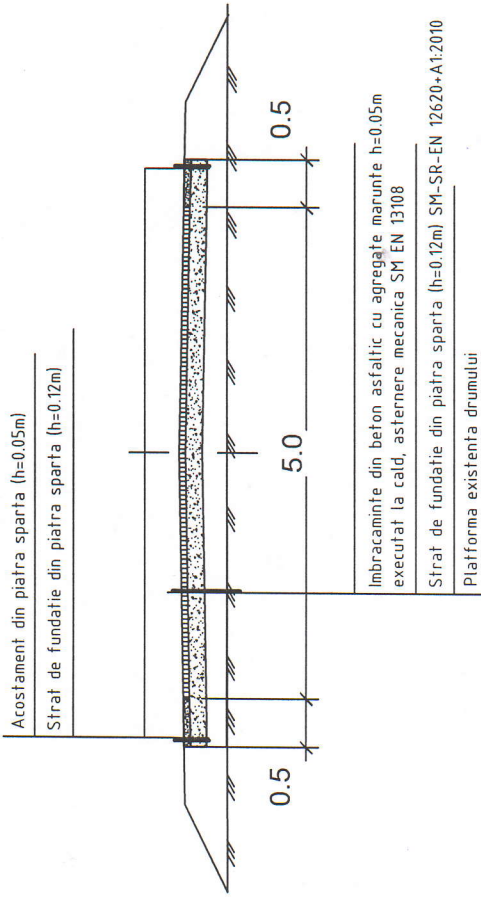 Acostament din piatra sparta (h=0.05m)
Strat de fundatie din piatra sparta (h=0.12m)
0.5
5.0
0.5
Imbracaminte din beton asfaltic cu agregate marunte h=0.05m
executat la cald, asternere mecanica SM EN 13108
Strat de fundatie din piatra sparta (h=0.12m) SM-SR-EN 12620+A1:2010
Platforma existenta drumului